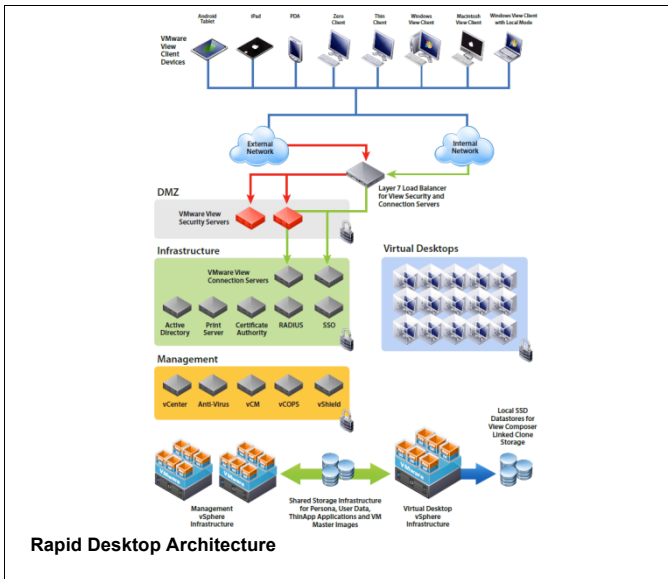 Android
Tablet
iPad
PDA
Zero
Client
Thin
Client
Windows
View Client
Macintosh
View Client
Windows View Client
with Local Mode
VMware
View
Client
Devices
External
Network
Internal
Network
Layer 7 Load Balancer
for View Security and
Connection Servers
DMZ
VMware View
Security Servers
Infrastructure
VMware View
Connection Servers
Active
Directory
Print
Server
Certificate
Authority
RADIUS
SSO
Virtual Desktops
Management
vCenter
Anti-Virus
vCM
vCOPS
vShield
Local SSD
Datastores for
View Composer
Linked Clone
Storage
VMware
VMware
VMware
Management
vSphere
Infrastructure
Shared Storage Infrastructure
for Persona, User Data,
ThinApp Applications and VM
Master Images
Virtual Desktop
vSphere
Infrastructure
Rapid Desktop Architecture